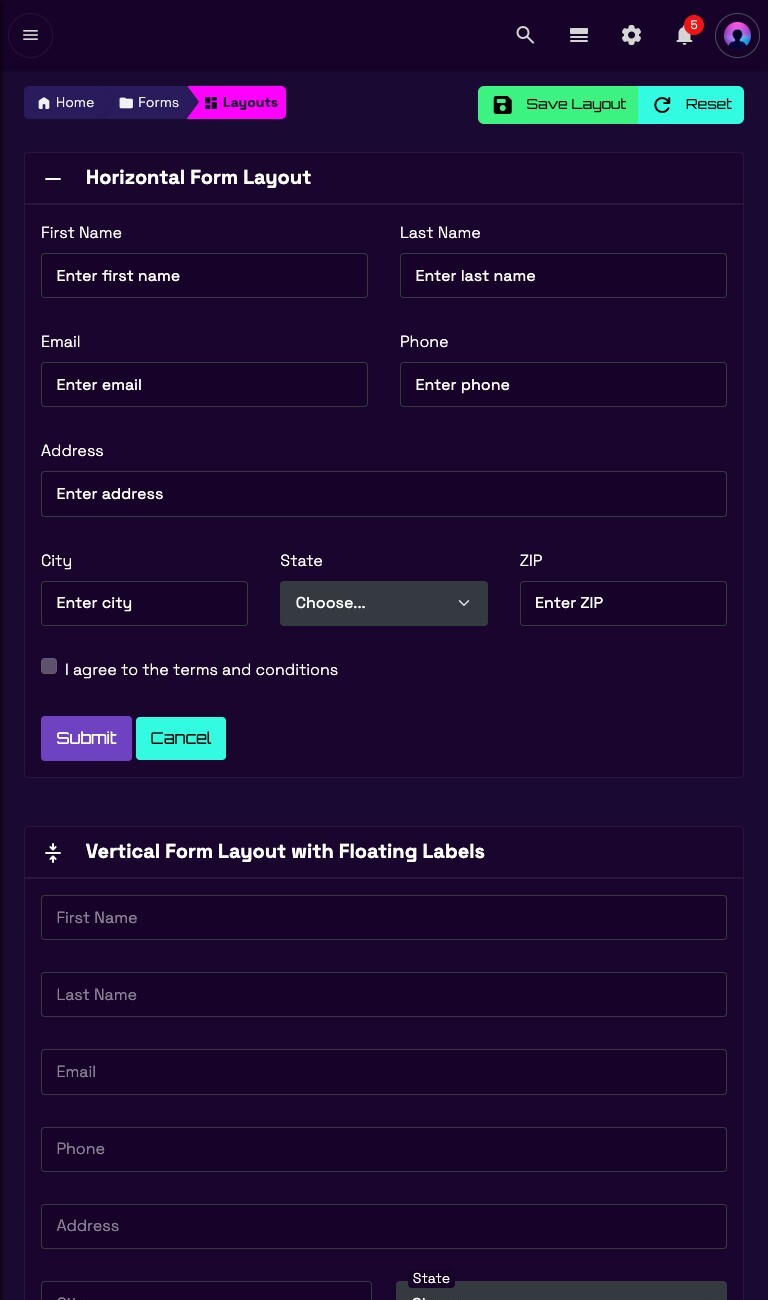 5
Home Forms Layouts
Save Layout Reset
Horizontal Form Layout
First Name Last Name
Enter first name Enter last name
Email Phone
Enter email Enter phone
Address
Enter address
City State ZIP
Enter city Choose... Enter ZIP
I agree to the terms and conditions
Submit Cancel
Vertical Form Layout with Floating Labels
First Name
Last Name
Email
Phone
Address
State